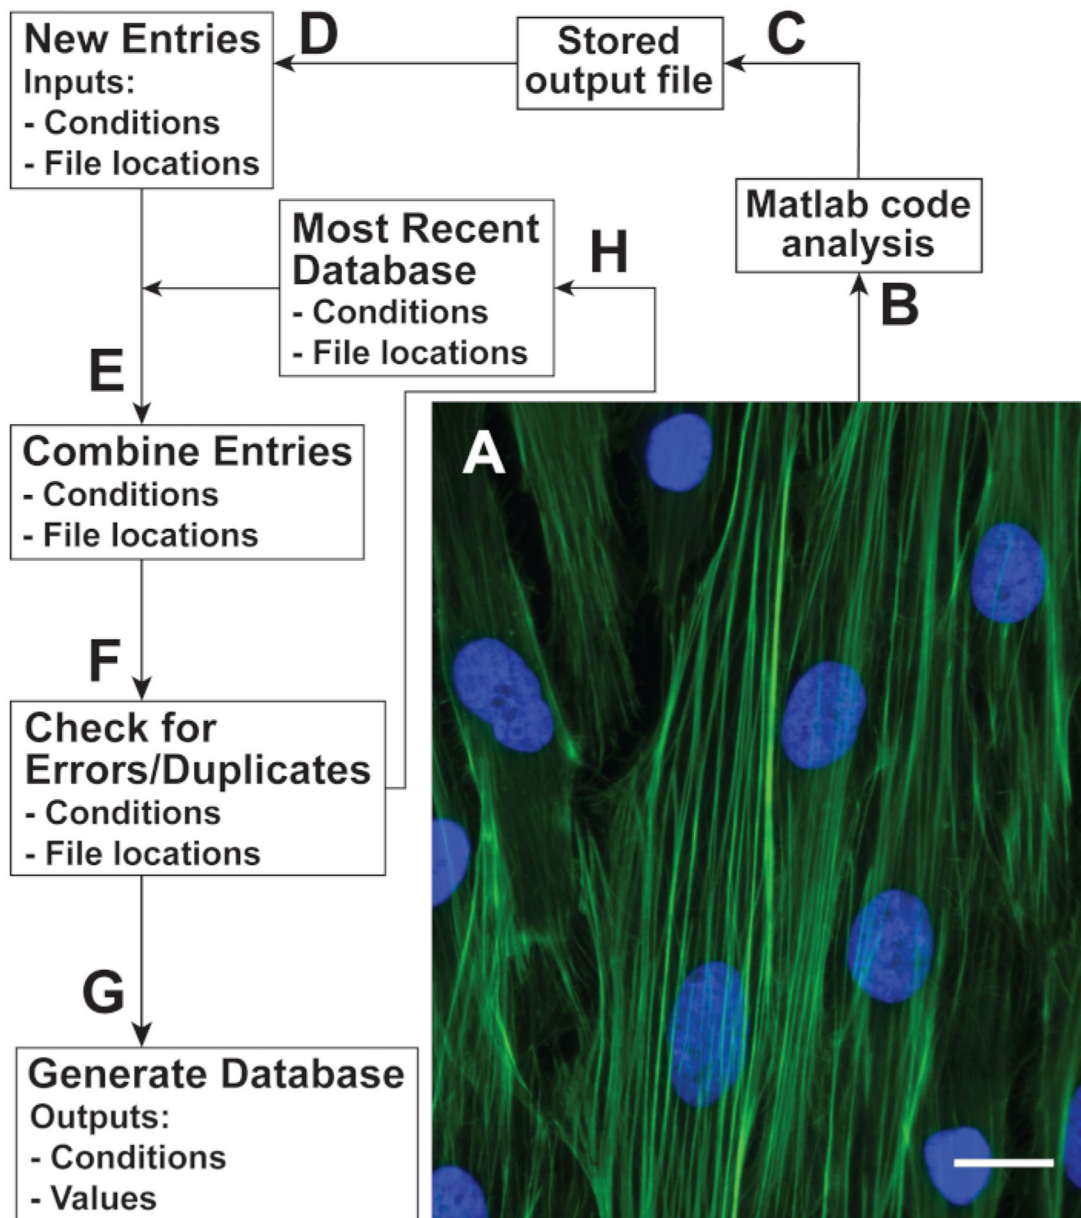 New Entries
Inputs:
- Conditions
- File locations
D
Stored
output file
C
Matlab code
analysis
B
Most Recent
Database
- Conditions
- File locations
H
E
Combine Entries
- Conditions
- File locations
A
F
Check for
Errors/Duplicates
- Conditions
- File locations
G
Generate Database
Outputs:
- Conditions
- Values